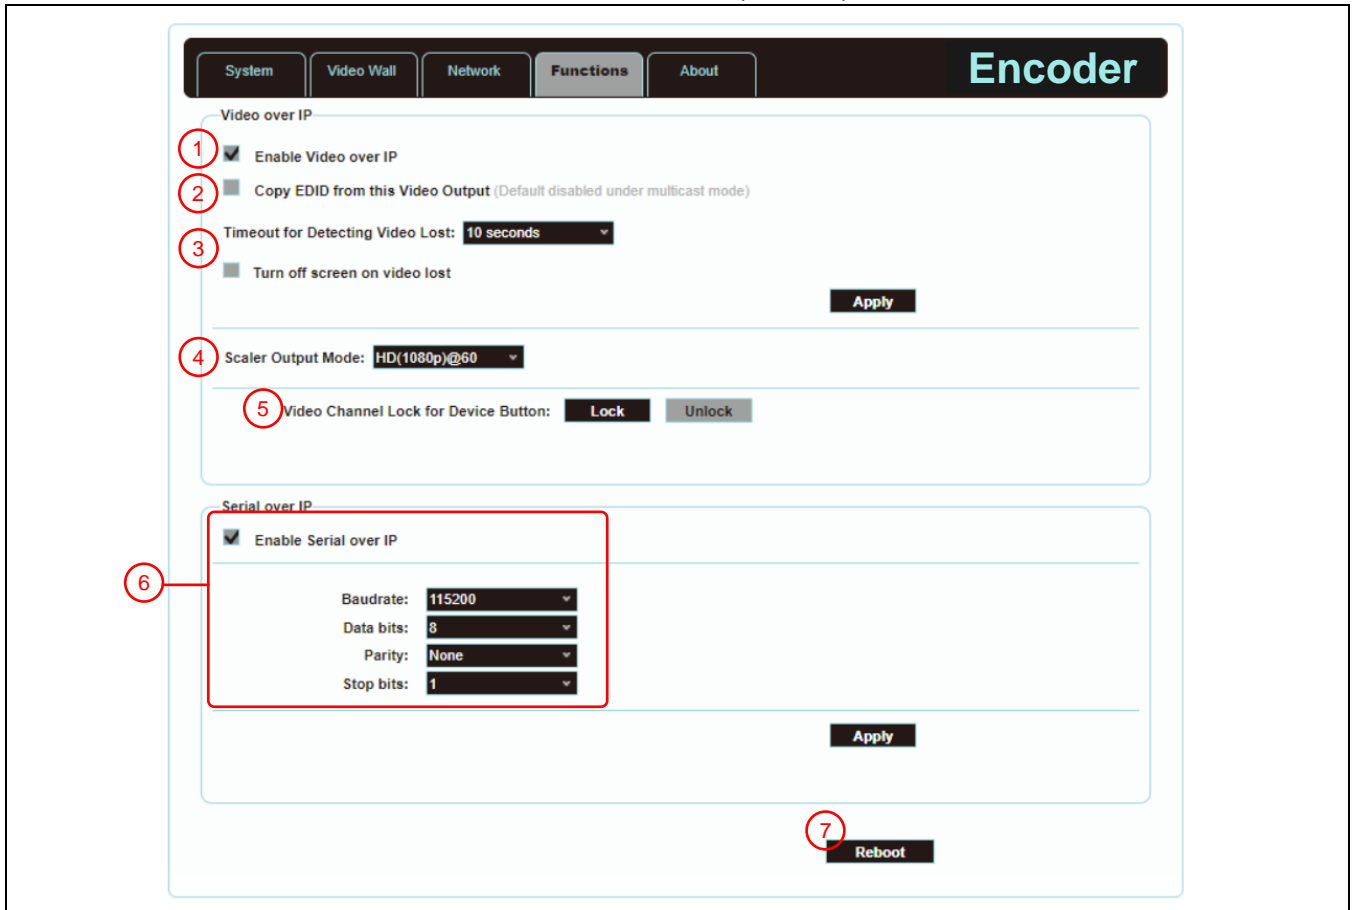 System Video Wall Network Functions About Encoder
Video over IP
1 Enable Video over IP
2 Copy EDID from this Video Output (Default disabled under multicast mode)
Timeout for Detecting Video Lost: 10 seconds
3
Turn off screen on video lost
Apply
4 Scaler Output Mode: HD(1080p)@60
5 Video Channel Lock for Device Button: Lock Unlock
Serial over IP
Enable Serial over IP
6
Baudrate: 115200
Data bits: 8
Parity: None
Stop bits: 1
Apply
7
Reboot